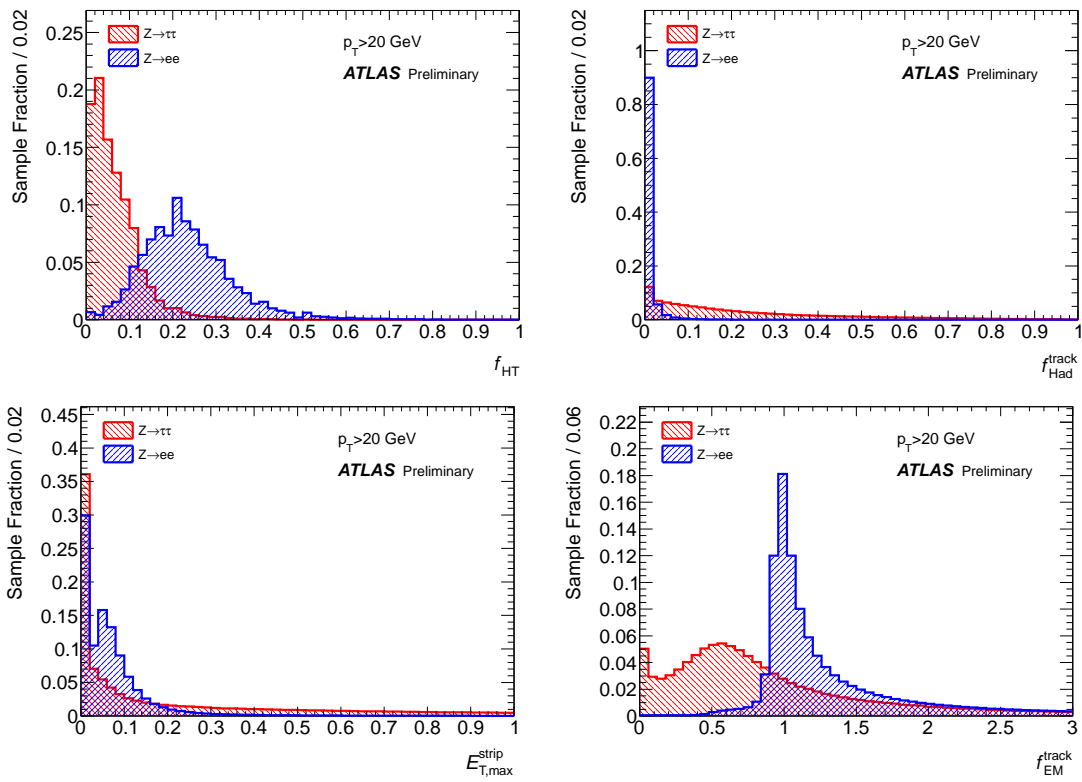 Sample Fraction / 0.02
0.25
0.2
0.15
0.1
0.05
0
Z→ττ
Z→ee
p_T>20 GeV
ATLAS Preliminary
0 0.1 0.2 0.3 0.4 0.5 0.6 0.7 0.8 0.9 1
f_HT
Sample Fraction / 0.02
1
0.8
0.6
0.4
0.2
0
Z→ττ
Z→ee
p_T>20 GeV
ATLAS Preliminary
0 0.1 0.2 0.3 0.4 0.5 0.6 0.7 0.8 0.9 1
f_Had^track
Sample Fraction / 0.02
0.45
0.4
0.35
0.3
0.25
0.2
0.15
0.1
0.05
0
Z→ττ
Z→ee
p_T>20 GeV
ATLAS Preliminary
0 0.1 0.2 0.3 0.4 0.5 0.6 0.7 0.8 0.9 1
E_T,max^strip
Sample Fraction / 0.06
0.22
0.2
0.18
0.16
0.14
0.12
0.1
0.08
0.06
0.04
0.02
0
Z→ττ
Z→ee
p_T>20 GeV
ATLAS Preliminary
0 0.5 1 1.5 2 2.5 3
f_EM^track